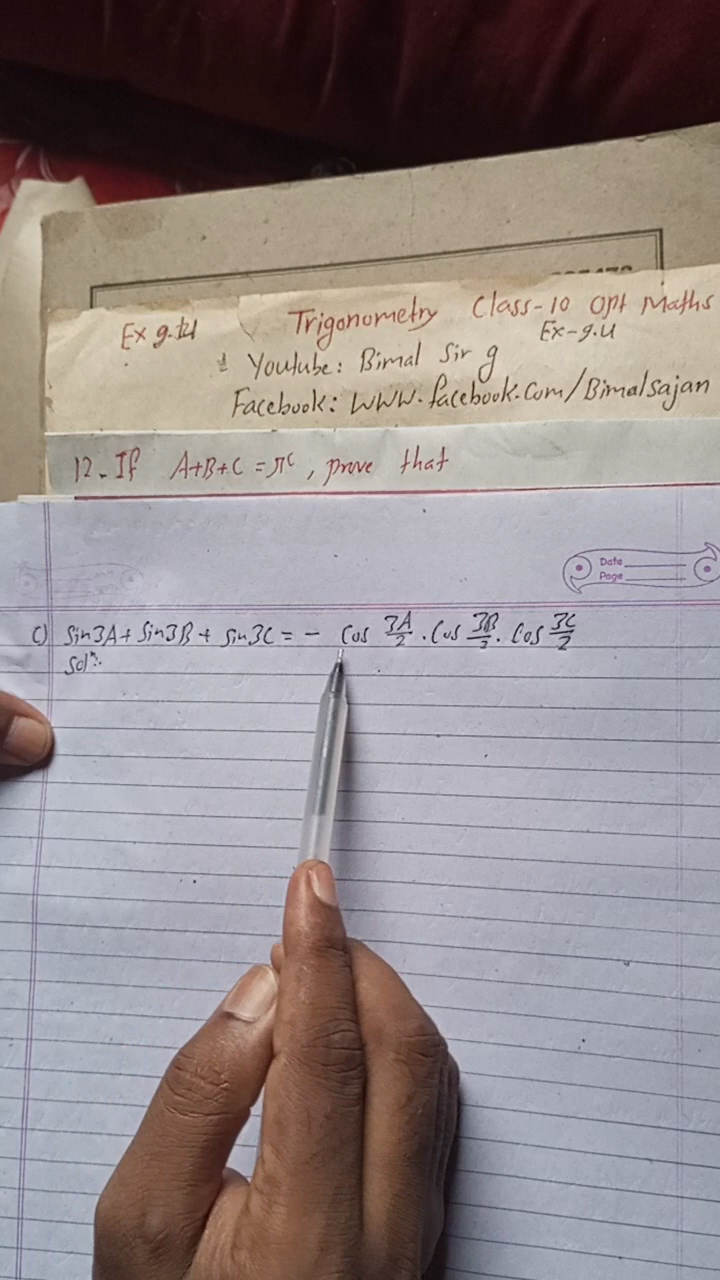 Ex 9.4 Trigonometry Class-10 Opt Maths
Ex-9.4
Youtube: Bimal Sir g
Facebook: WWW.facebook.com/Bimalsajan
12. If A+B+C = πᶜ, prove that
Date
Page
c) Sin3A + Sin3B + Sin3C = - Cos 3A/2 . Cos 3B/2 . Cos 3C/2
Solⁿ: